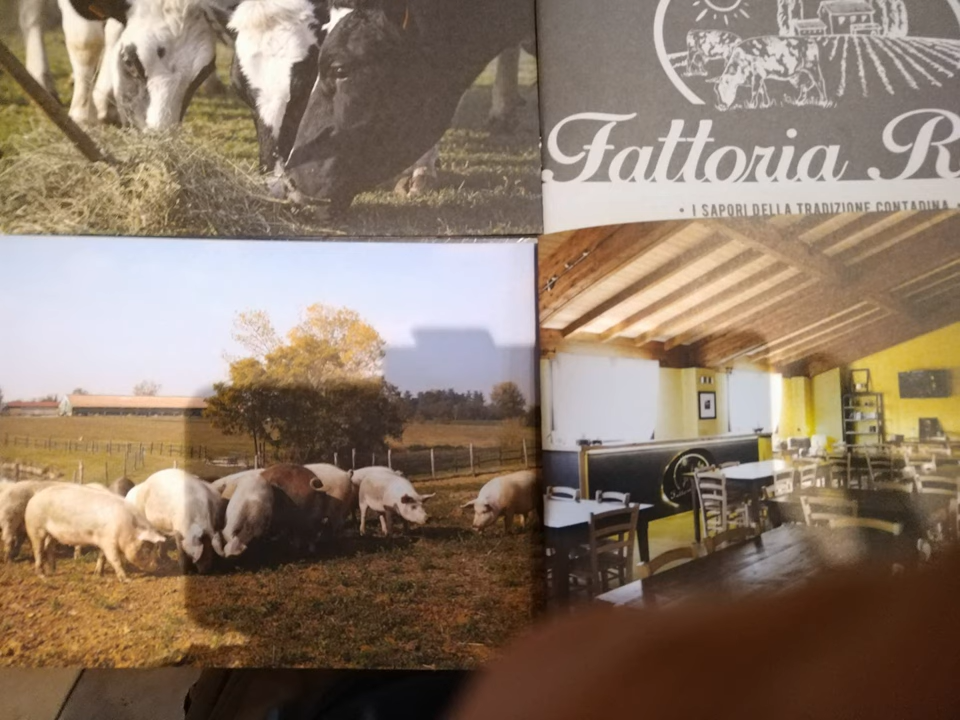 Fattoria R
• I SAPORI DELLA TRADIZIONE CONTADINA •